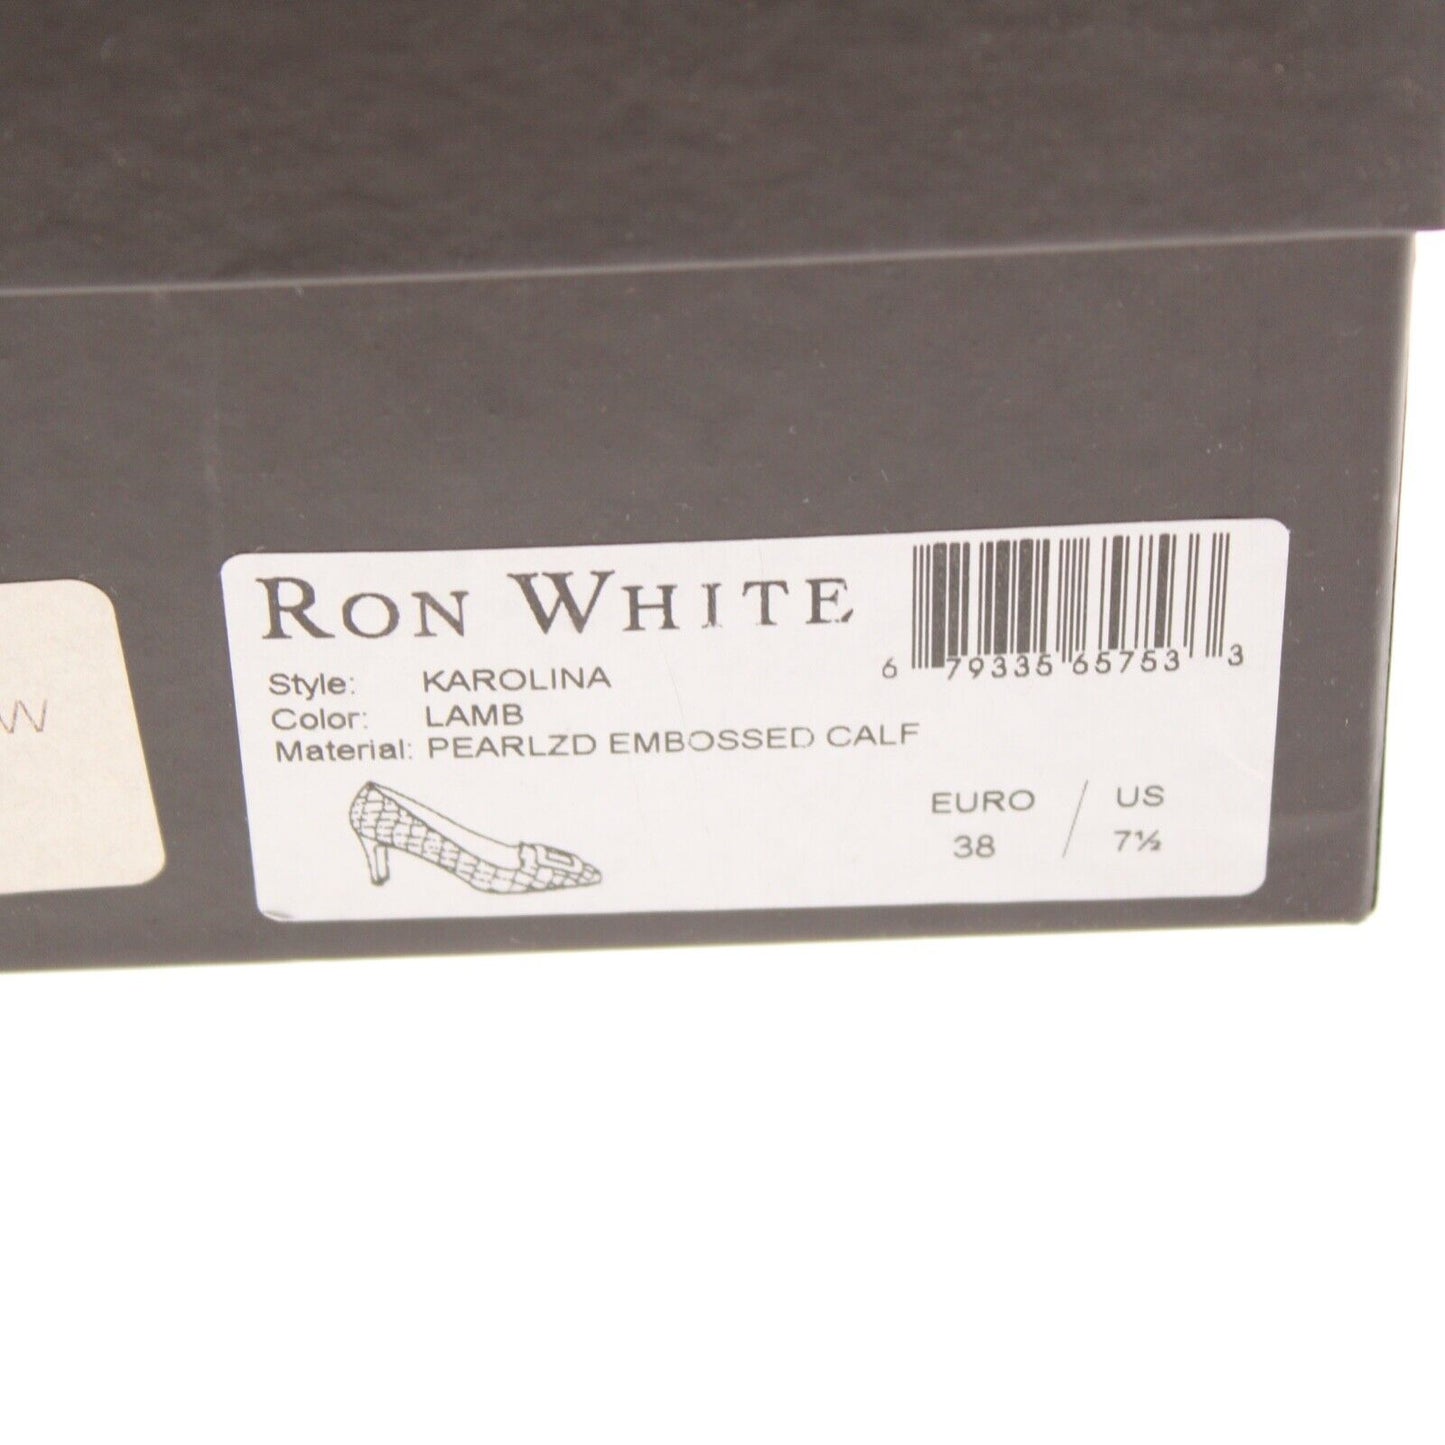 RON WHITE
6 79335 65753 3
Style: KAROLINA
Color: LAMB
Material: PEARLZD EMBOSSED CALF
EURO / US
38 7½
W